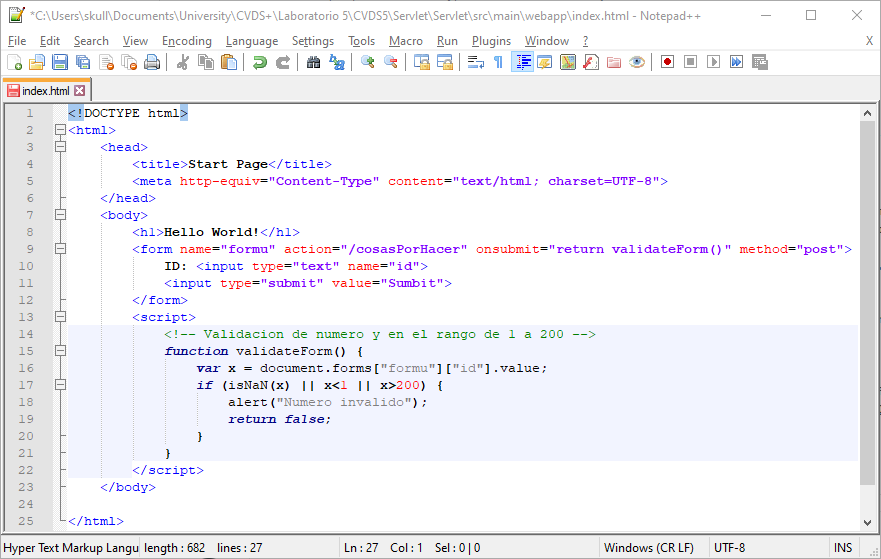 *C:\Users\skull\Documents\University\CVDS+\Laboratorio 5\CVDS5\Servlet\Servlet\src\main\webapp\index.html - Notepad++
File Edit Search View Encoding Language Settings Tools Macro Run Plugins Window ? X
index.html
1 <!DOCTYPE html>
2 <html>
3 <head>
4 <title>Start Page</title>
5 <meta http-equiv="Content-Type" content="text/html; charset=UTF-8">
6 </head>
7 <body>
8 <h1>Hello World!</h1>
9 <form name="formu" action="/cosasPorHacer" onsubmit="return validateForm()" method="post">
10 ID: <input type="text" name="id">
11 <input type="submit" value="Sumbit">
12 </form>
13 <script>
14 <!-- Validacion de numero y en el rango de 1 a 200 -->
15 function validateForm() {
16 var x = document.forms["formu"]["id"].value;
17 if (isNaN(x) || x<1 || x>200) {
18 alert("Numero invalido");
19 return false;
20 }
21 }
22 </script>
23 </body>
24
25 </html>
Hyper Text Markup Langu length : 682 lines : 27 Ln : 27 Col : 1 Sel : 0 | 0 Windows (CR LF) UTF-8 INS